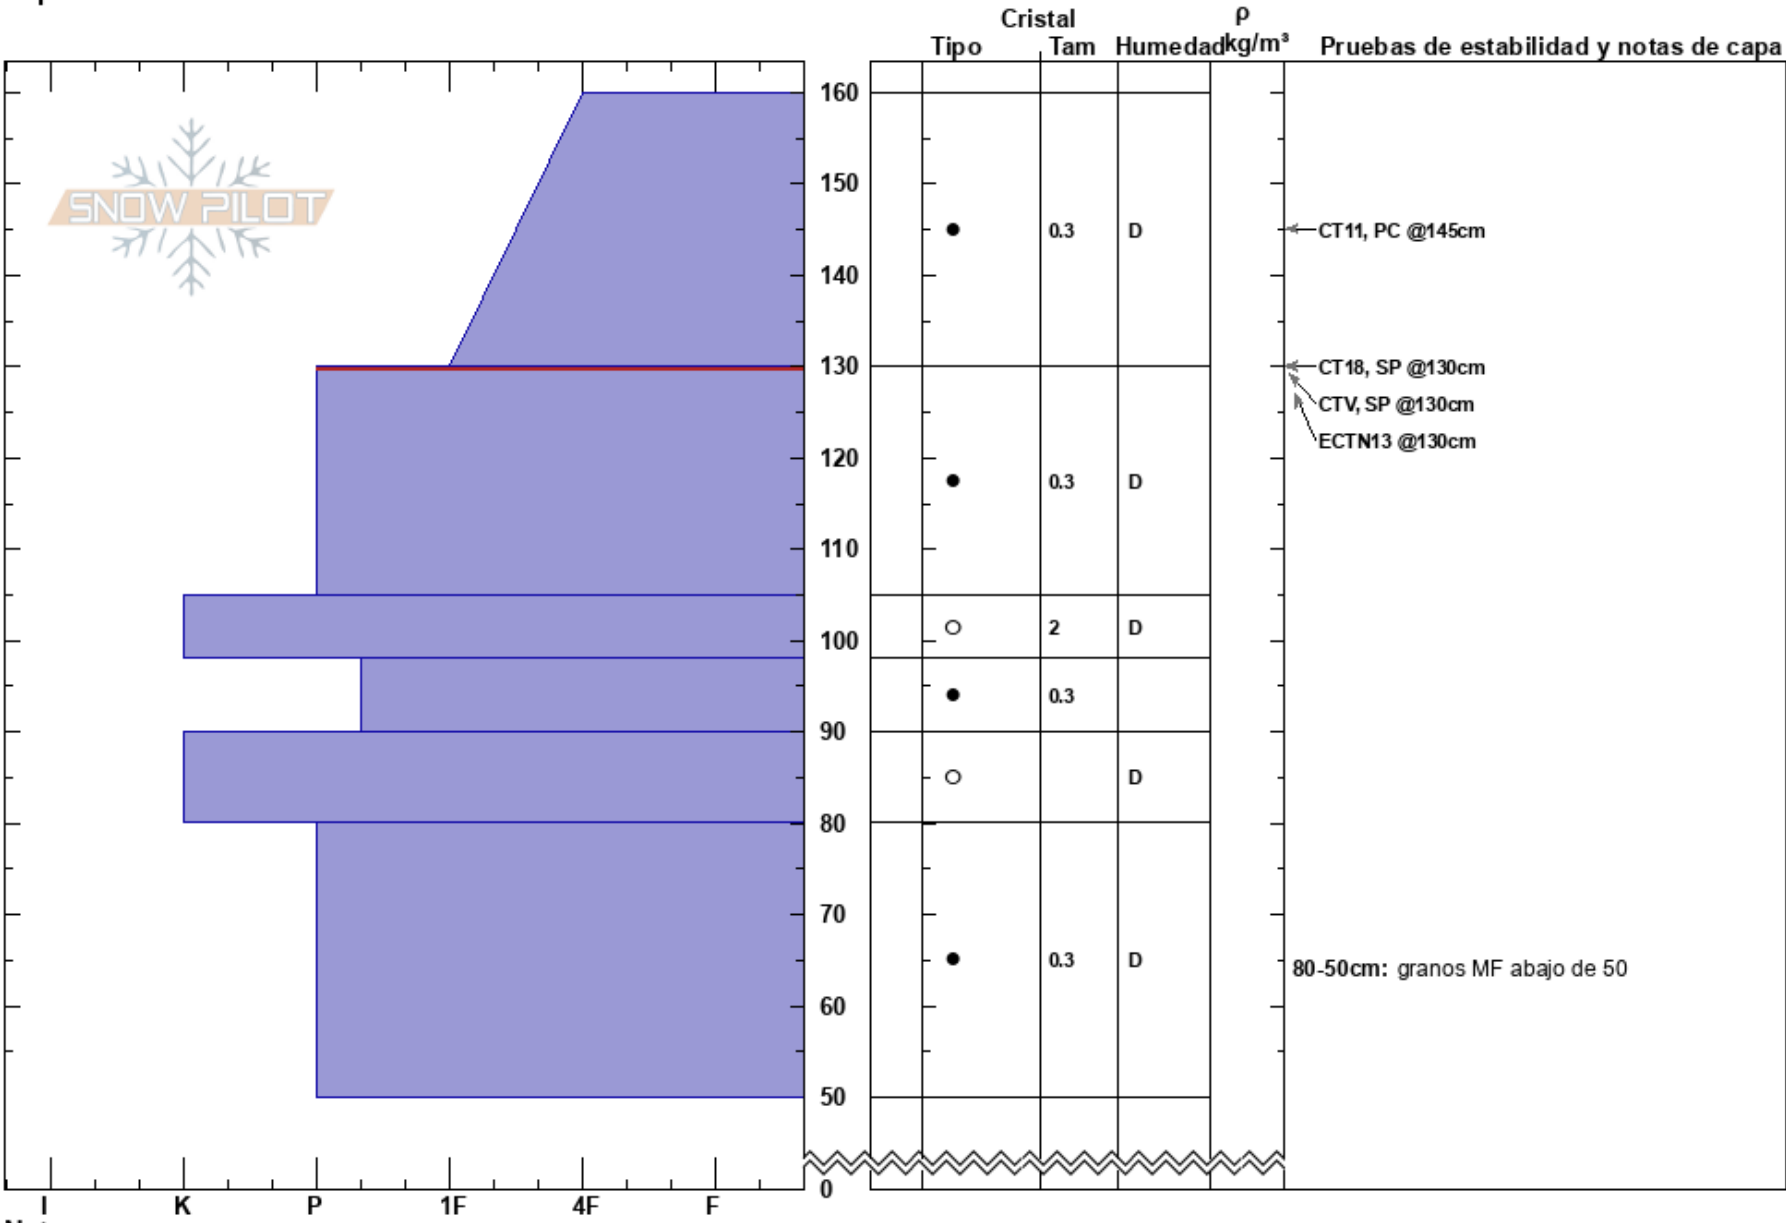 Cristal ρ
Tipo Tam Humedad kg/m³ Pruebas de estabilidad y notas de capa
160
SNOW PILOT
150
0.3 D CT11, PC @145cm
140
130 CT18, SP @130cm
CTV, SP @130cm
ECTN13 @130cm
120
0.3 D
110
2 D
100
0.3
90
D
80
70
0.3 D
80-50cm: granos MF abajo de 50
60
50
0
I K P 1F 4F F